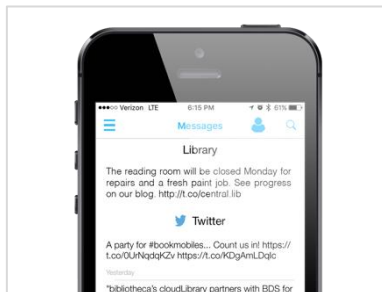 Verizon LTE 6:15 PM 61%
Messages
Library
The reading room will be closed Monday for
repairs and a fresh paint job. See progress
on our blog. http://t.co/central.lib
Twitter
A party for #bookmobiles... Count us in! https://
t.co/0UrNqdqKZv https://t.co/KDgAmLDqlc
Yesterday
"bibliotheca's cloudLibrary partners with BDS for